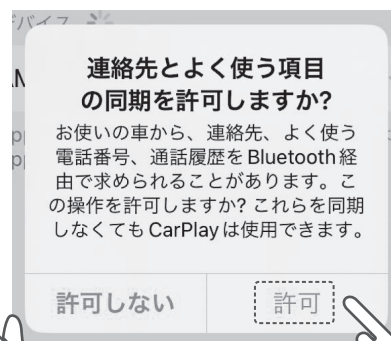 デバイス
連絡先とよく使う項目
の同期を許可しますか?
お使いの車から、連絡先、よく使う
電話番号、通話履歴をBluetooth経
由で求められることがあります。こ
の操作を許可しますか? これらを同期
しなくてもCarPlayは使用できます。
許可しない
許可